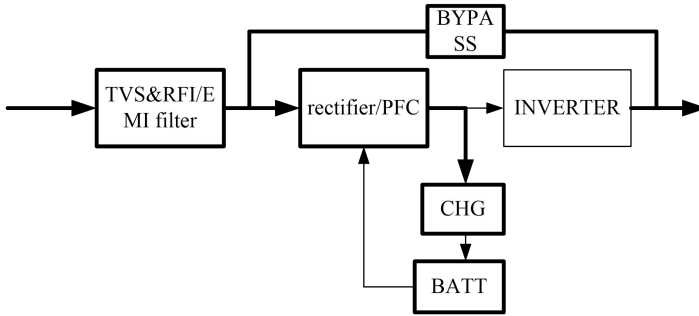 BYPA
SS
TVS&RFI/E
MI filter
rectifier/PFC
INVERTER
CHG
BATT